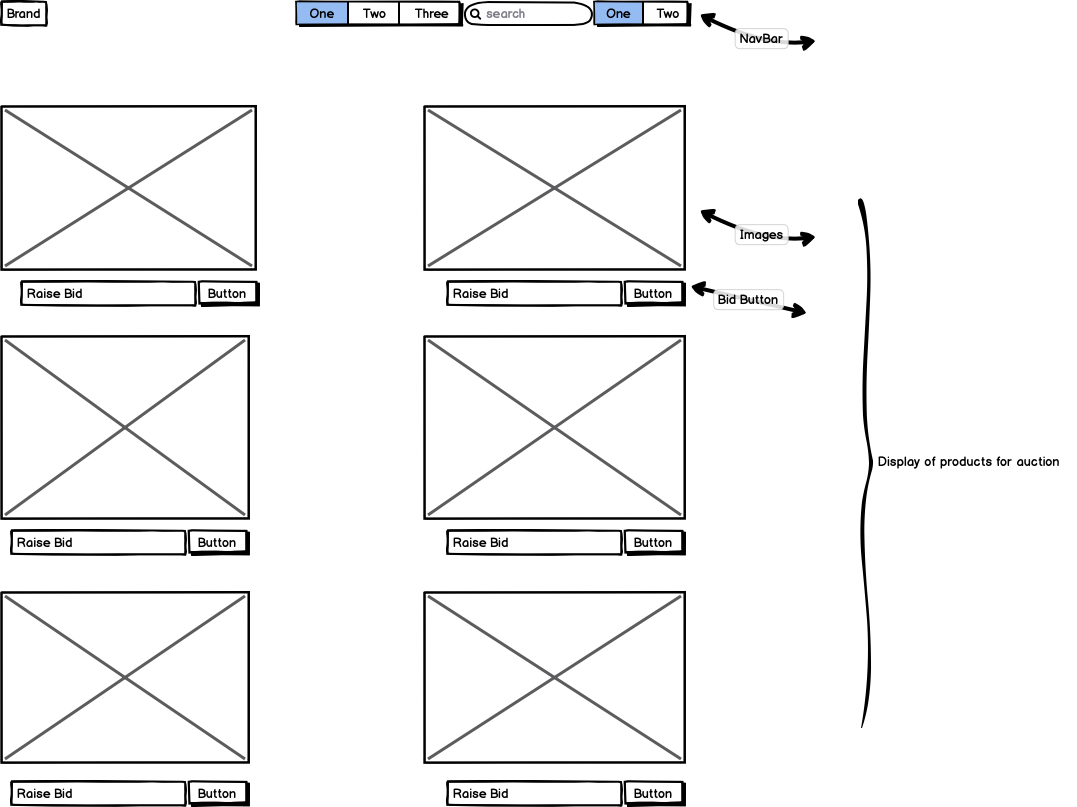 Brand
One Two Three search One Two
NavBar
Images
Raise Bid Button Raise Bid Button
Bid Button
Display of products for auction
Raise Bid Button Raise Bid Button
Raise Bid Button Raise Bid Button